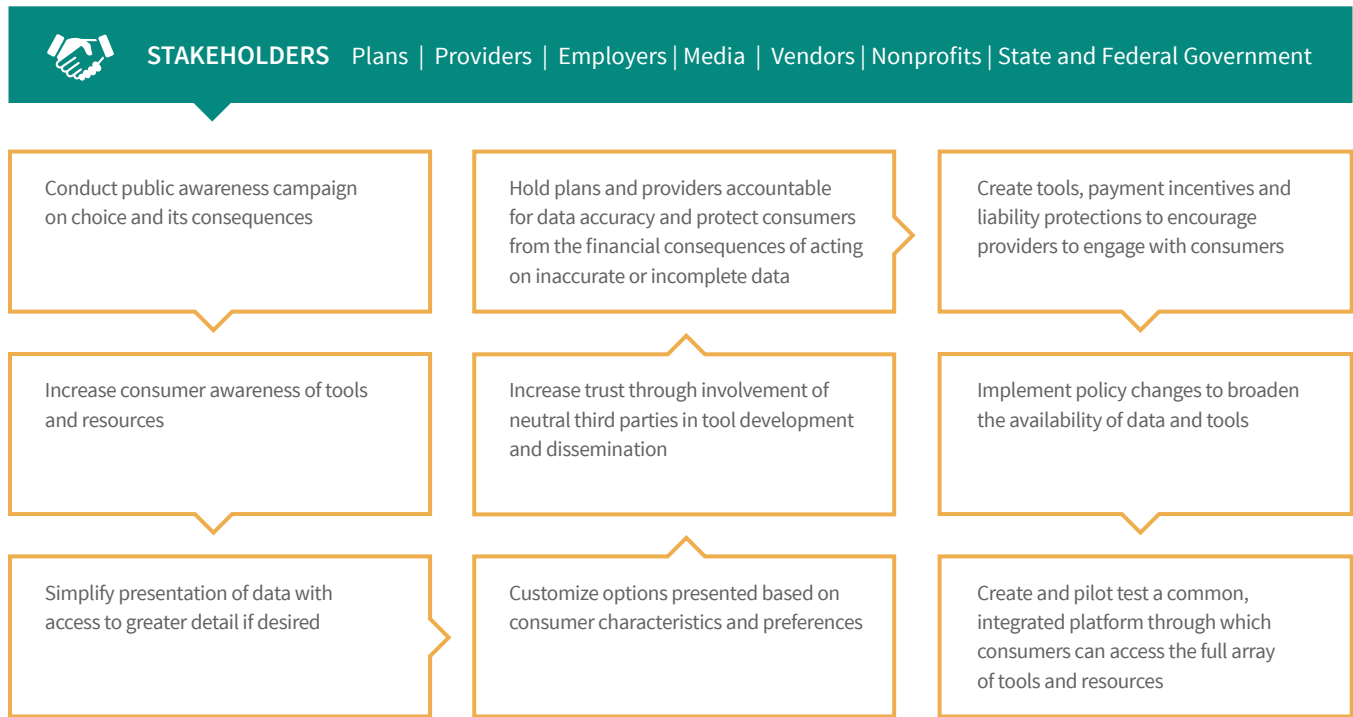 STAKEHOLDERS Plans | Providers | Employers | Media | Vendors | Nonprofits | State and Federal Government
Conduct public awareness campaign
on choice and its consequences
Increase consumer awareness of tools
and resources
Simplify presentation of data with
access to greater detail if desired
Customize options presented based on
consumer characteristics and preferences
Increase trust through involvement of
neutral third parties in tool development
and dissemination
Hold plans and providers accountable
for data accuracy and protect consumers
from the financial consequences of acting
on inaccurate or incomplete data
Create tools, payment incentives and
liability protections to encourage
providers to engage with consumers
Implement policy changes to broaden
the availability of data and tools
Create and pilot test a common,
integrated platform through which
consumers can access the full array
of tools and resources